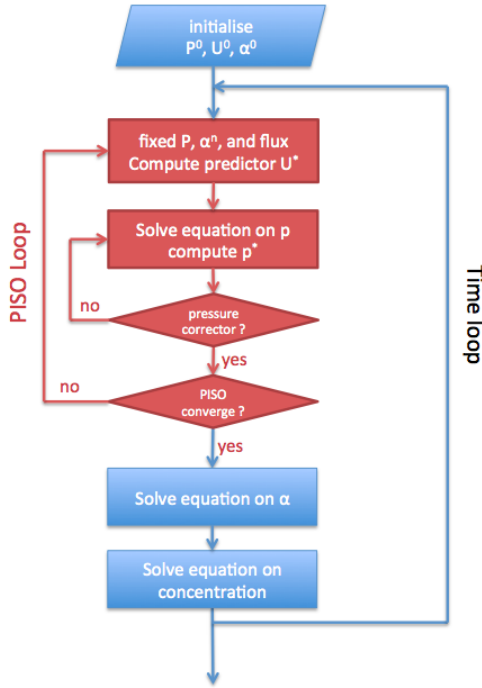 initialise
P⁰, U⁰, α⁰
fixed P, αⁿ, and flux
Compute predictor U*
Solve equation on p
compute p*
no
pressure
corrector ?
yes
no
PISO
converge ?
yes
Solve equation on α
Solve equation on
concentration
PISO Loop
Time loop